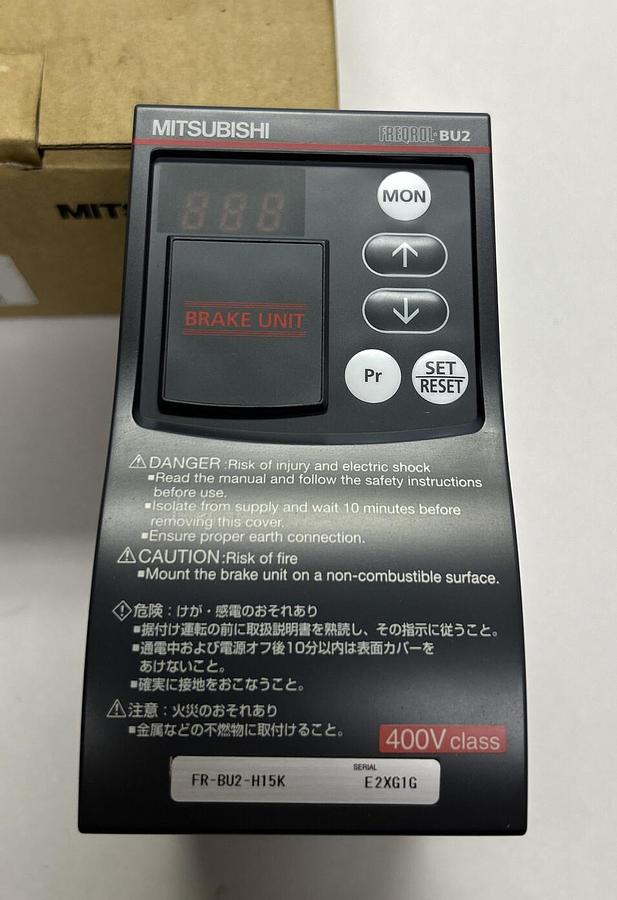 MITSUBISHI FREQROL-BU2
MIT
888
MON
↑
BRAKE UNIT
↓
Pr
SET
RESET
⚠DANGER :Risk of injury and electric shock
■Read the manual and follow the safety instructions
before use.
■Isolate from supply and wait 10 minutes before
removing this cover.
■Ensure proper earth connection.
⚠CAUTION :Risk of fire
■Mount the brake unit on a non-combustible surface.
危険：けが・感電のおそれあり
■据付け運転の前に取扱説明書を熟読し、その指示に従うこと。
■通電中および電源オフ後10分以内は表面カバーを
あけないこと。
■確実に接地をおこなうこと。
⚠注意：火災のおそれあり
■金属などの不燃物に取付けること。
400V class
SERIAL
FR-BU2-H15K E2XG1G